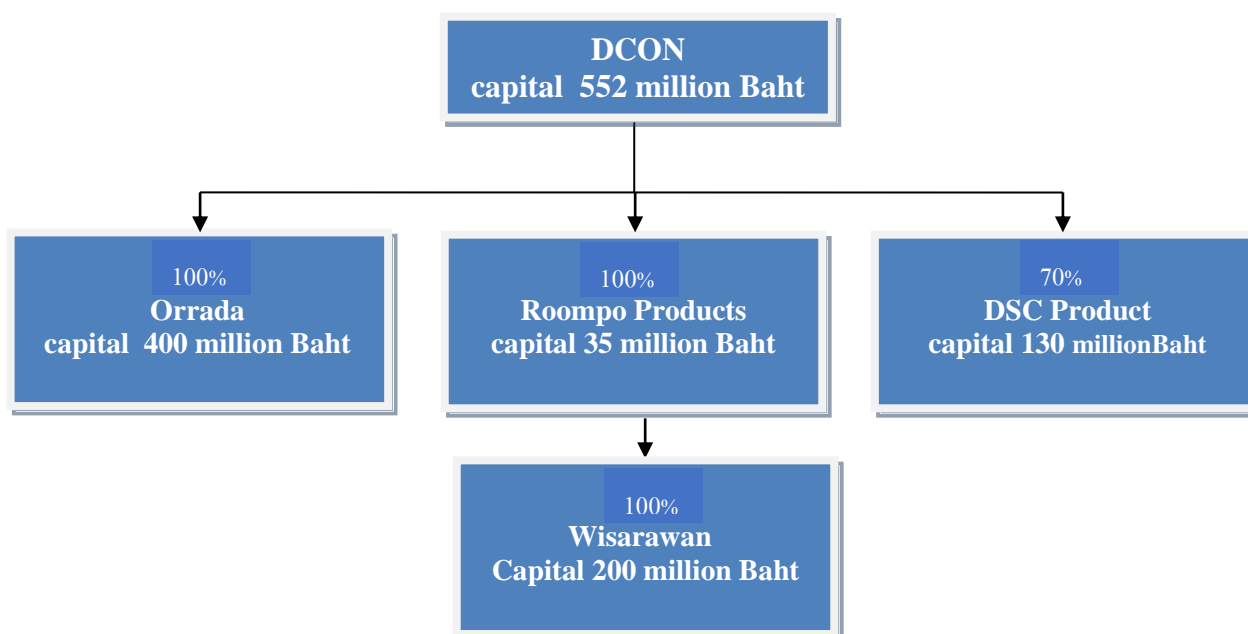 DCON
capital 552 million Baht
100%
Orrada
capital 400 million Baht
100%
Roompo Products
capital 35 million Baht
70%
DSC Product
capital 130 millionBaht
100%
Wisarawan
Capital 200 million Baht